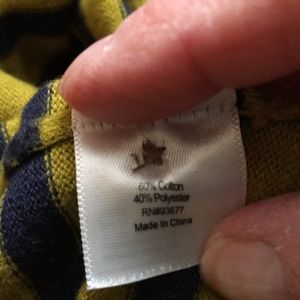 60% Cotton
40% Polyester
RN#93677
Made In China